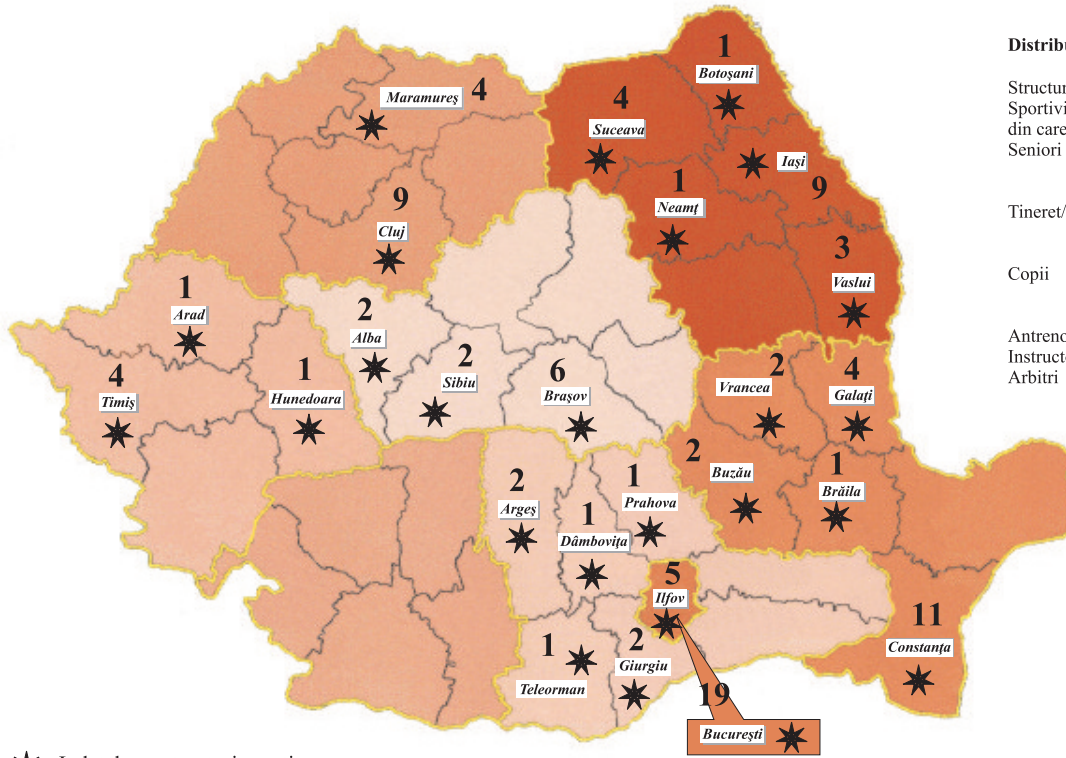 1
Botoşani
4
Maramureş
4
Suceava
Iaşi
9
1
Neamţ
9
Cluj
3
Vaslui
1
Arad
2
Alba
2
Sibiu
6
Braşov
2
Vrancea
4
Galaţi
4
Timiş
1
Hunedoara
2
Buzău
1
Brăila
2
Argeş
1
Prahova
1
Dâmboviţa
5
Ilfov
11
Constanţa
1
Teleorman
2
Giurgiu
19
Bucureşti
Distribu
Structur
Sportivi
din care
Seniori
Tineret/
Copii
Antreno
Instructo
Arbitri